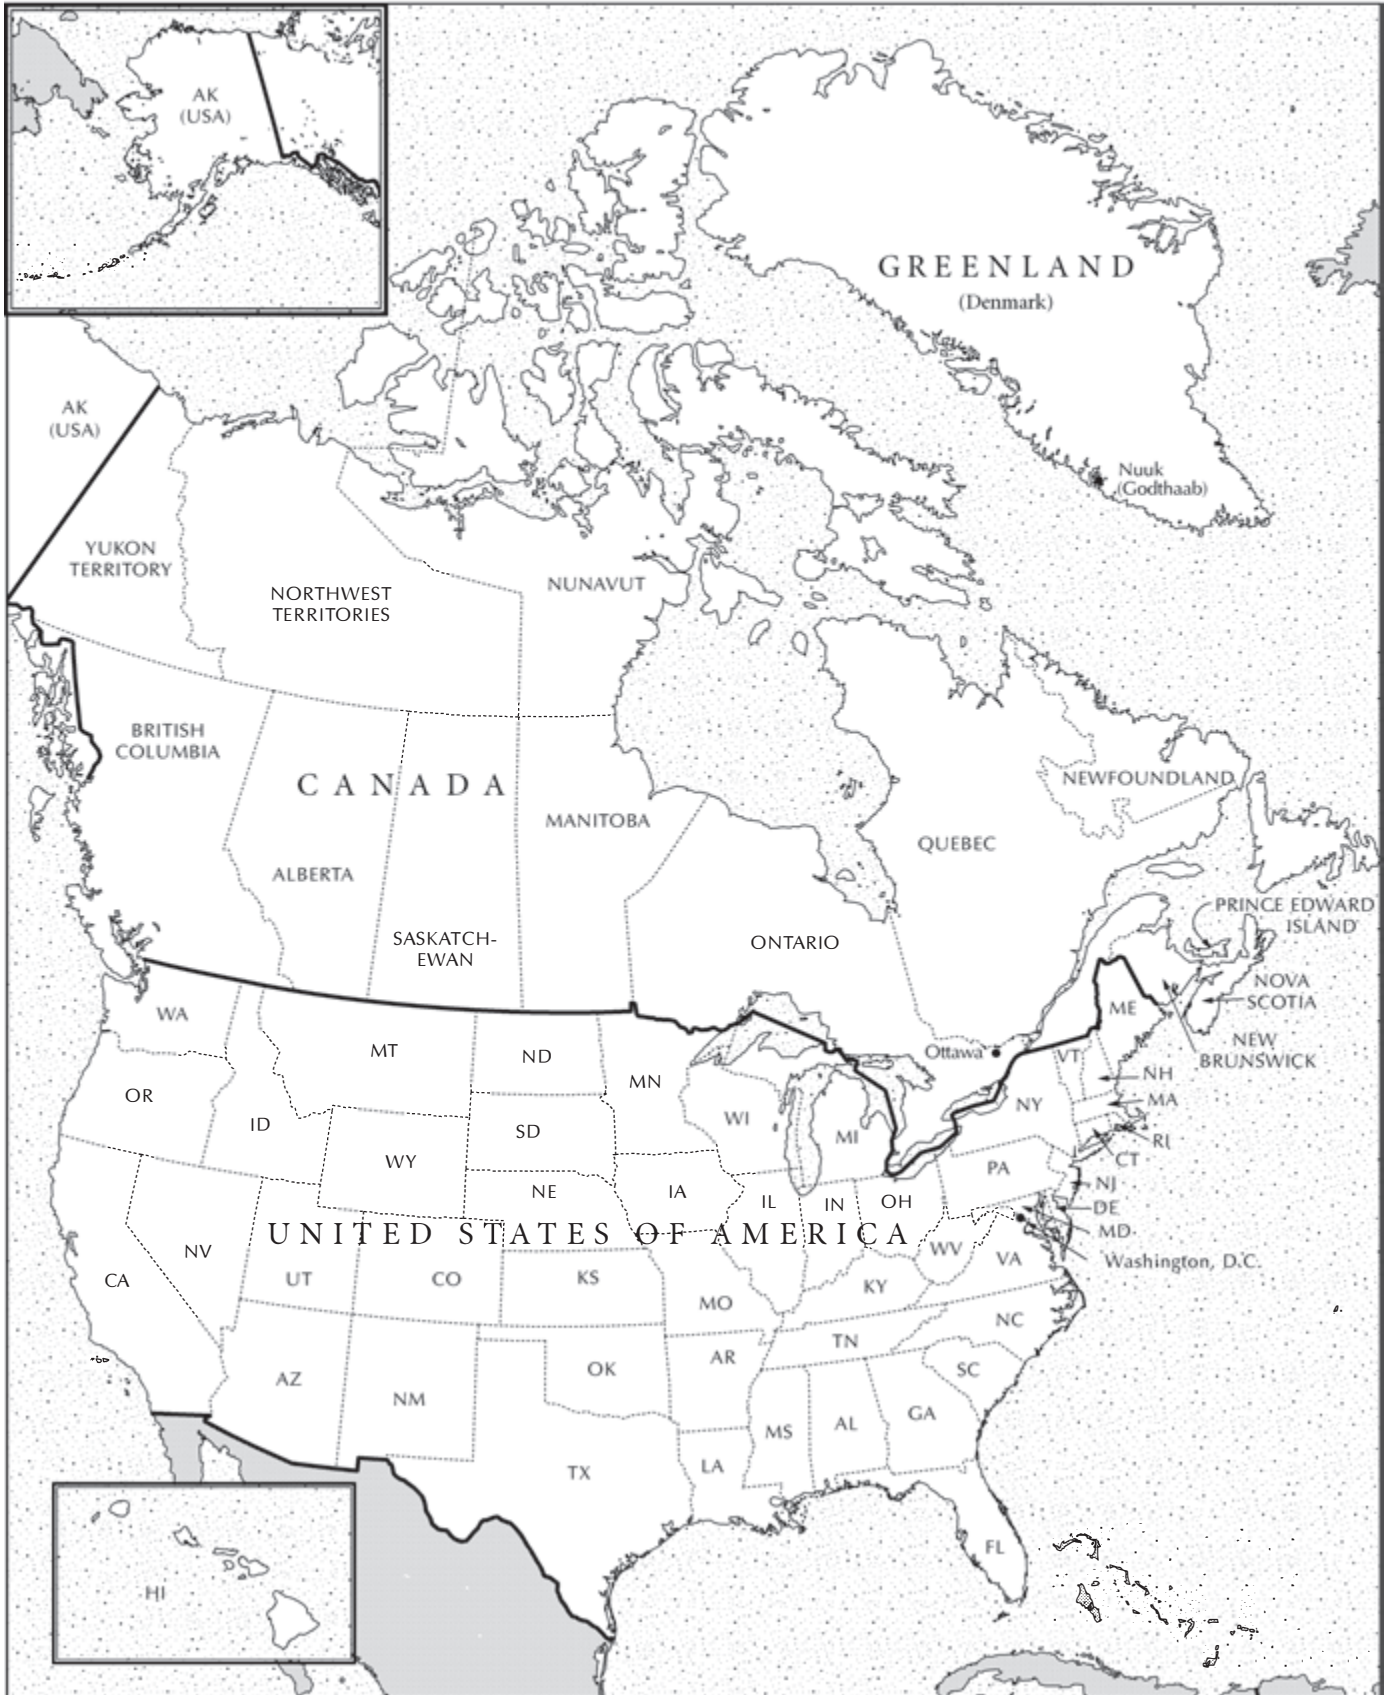 AK
(USA)
GREENLAND
(Denmark)
AK
(USA)
Nuuk
(Godthaab)
YUKON
TERRITORY
NORTHWEST
TERRITORIES
NUNAVUT
BRITISH
COLUMBIA
CANADA
NEWFOUNDLAND
MANITOBA
QUEBEC
ALBERTA
PRINCE EDWARD
ISLAND
SASKATCH-
EWAN
ONTARIO
NOVA
SCOTIA
WA
ME
MT
ND
Ottawa
NEW
BRUNSWICK
VT
NH
MN
OR
ID
SD
WI
MI
NY
MA
RI
CT
WY
NE
IA
IL
IN
OH
PA
NJ
DE
MD
UNITED STATES OF AMERICA
NV
WV
VA
Washington, D.C.
CA
UT
CO
KS
MO
KY
NC
TN
AZ
NM
OK
AR
SC
MS
AL
GA
TX
LA
FL
HI